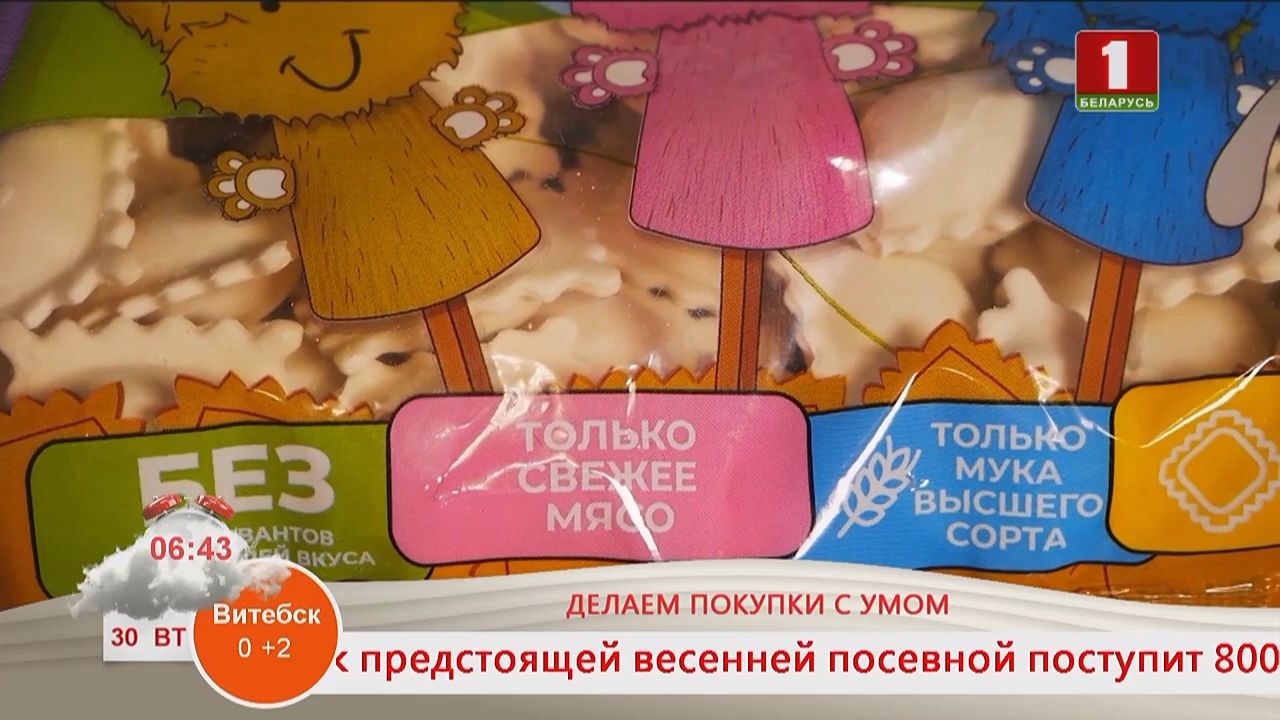 1
БЕЛАРУСЬ
БЕЗ
ВКУСА
ТОЛЬКО
СВЕЖЕЕ
МЯСО
ТОЛЬКО
МУКА
ВЫСШЕГО
СОРТА
06:43
30 ВТ
Витебск
0 +2
ДЕЛАЕМ ПОКУПКИ С УМОМ
к предстоящей весенней посевной поступит 800